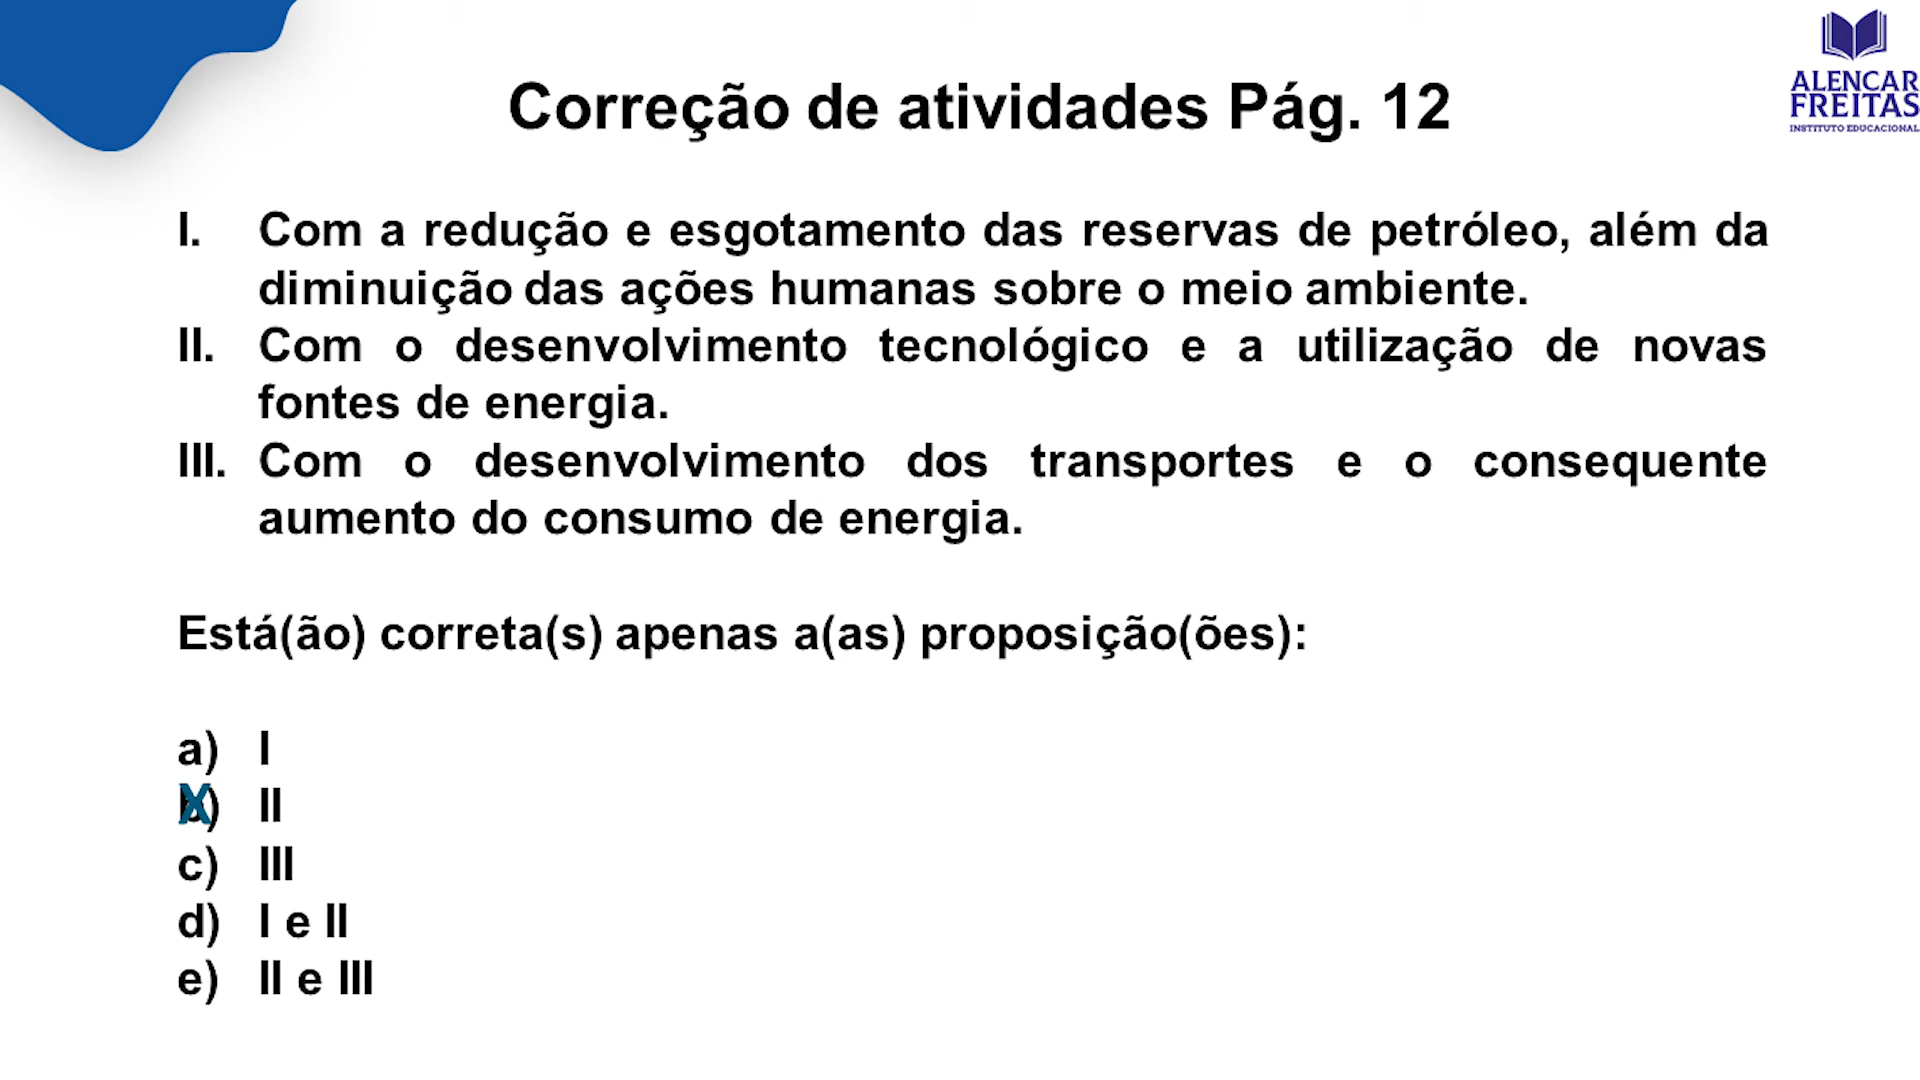 ALENCAR
FREITAS
INSTITUTO EDUCACIONAL
Correção de atividades Pág. 12
I. Com a redução e esgotamento das reservas de petróleo, além da
diminuição das ações humanas sobre o meio ambiente.
II. Com o desenvolvimento tecnológico e a utilização de novas
fontes de energia.
III. Com o desenvolvimento dos transportes e o consequente
aumento do consumo de energia.
Está(ão) correta(s) apenas a(as) proposição(ões):
a) I
X) II
c) III
d) I e II
e) II e III